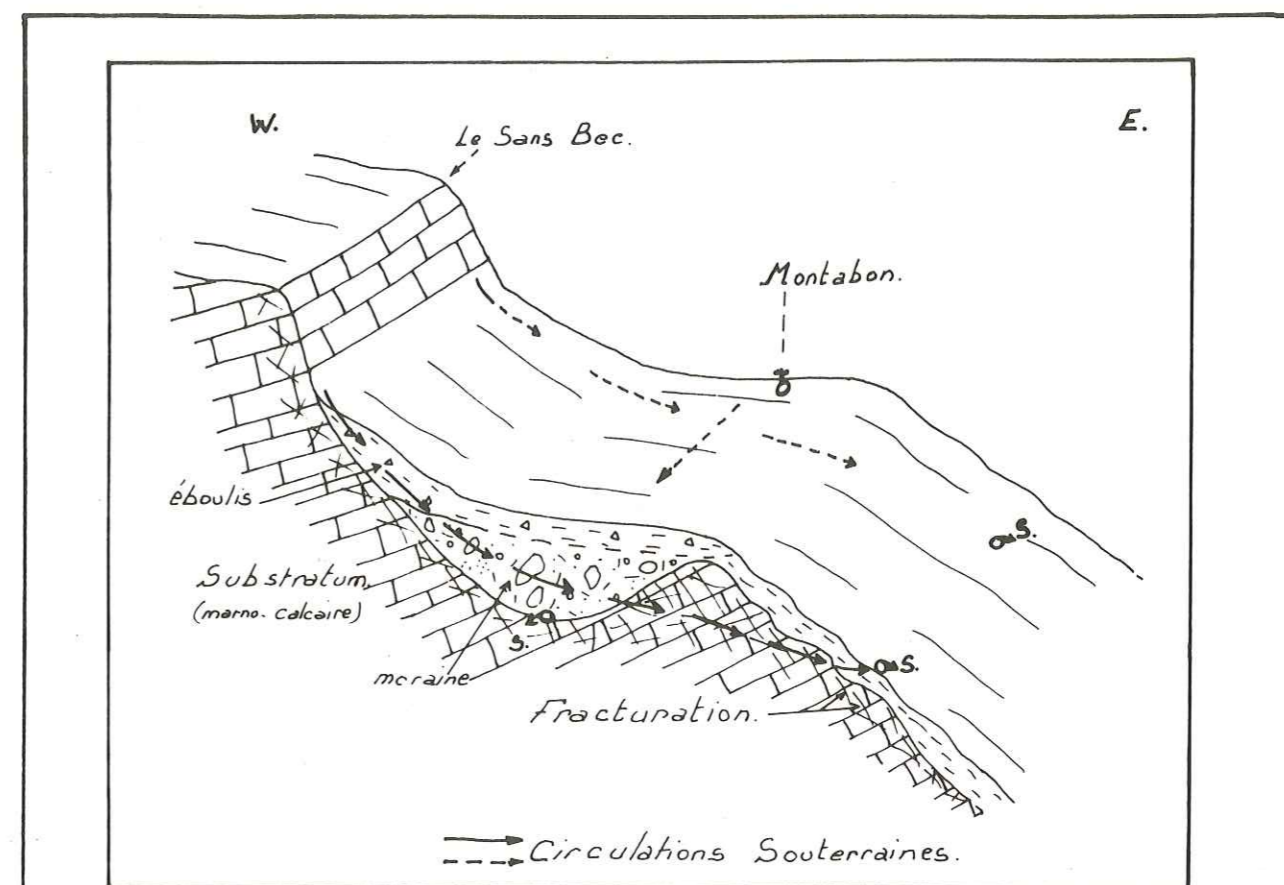 W.
E.
Le Sans Bec.
Montabon.
éboulis
S.
Substratum
(marno-calcaire)
S.
S.
moraine
Fracturation.
Circulations Souterraines.